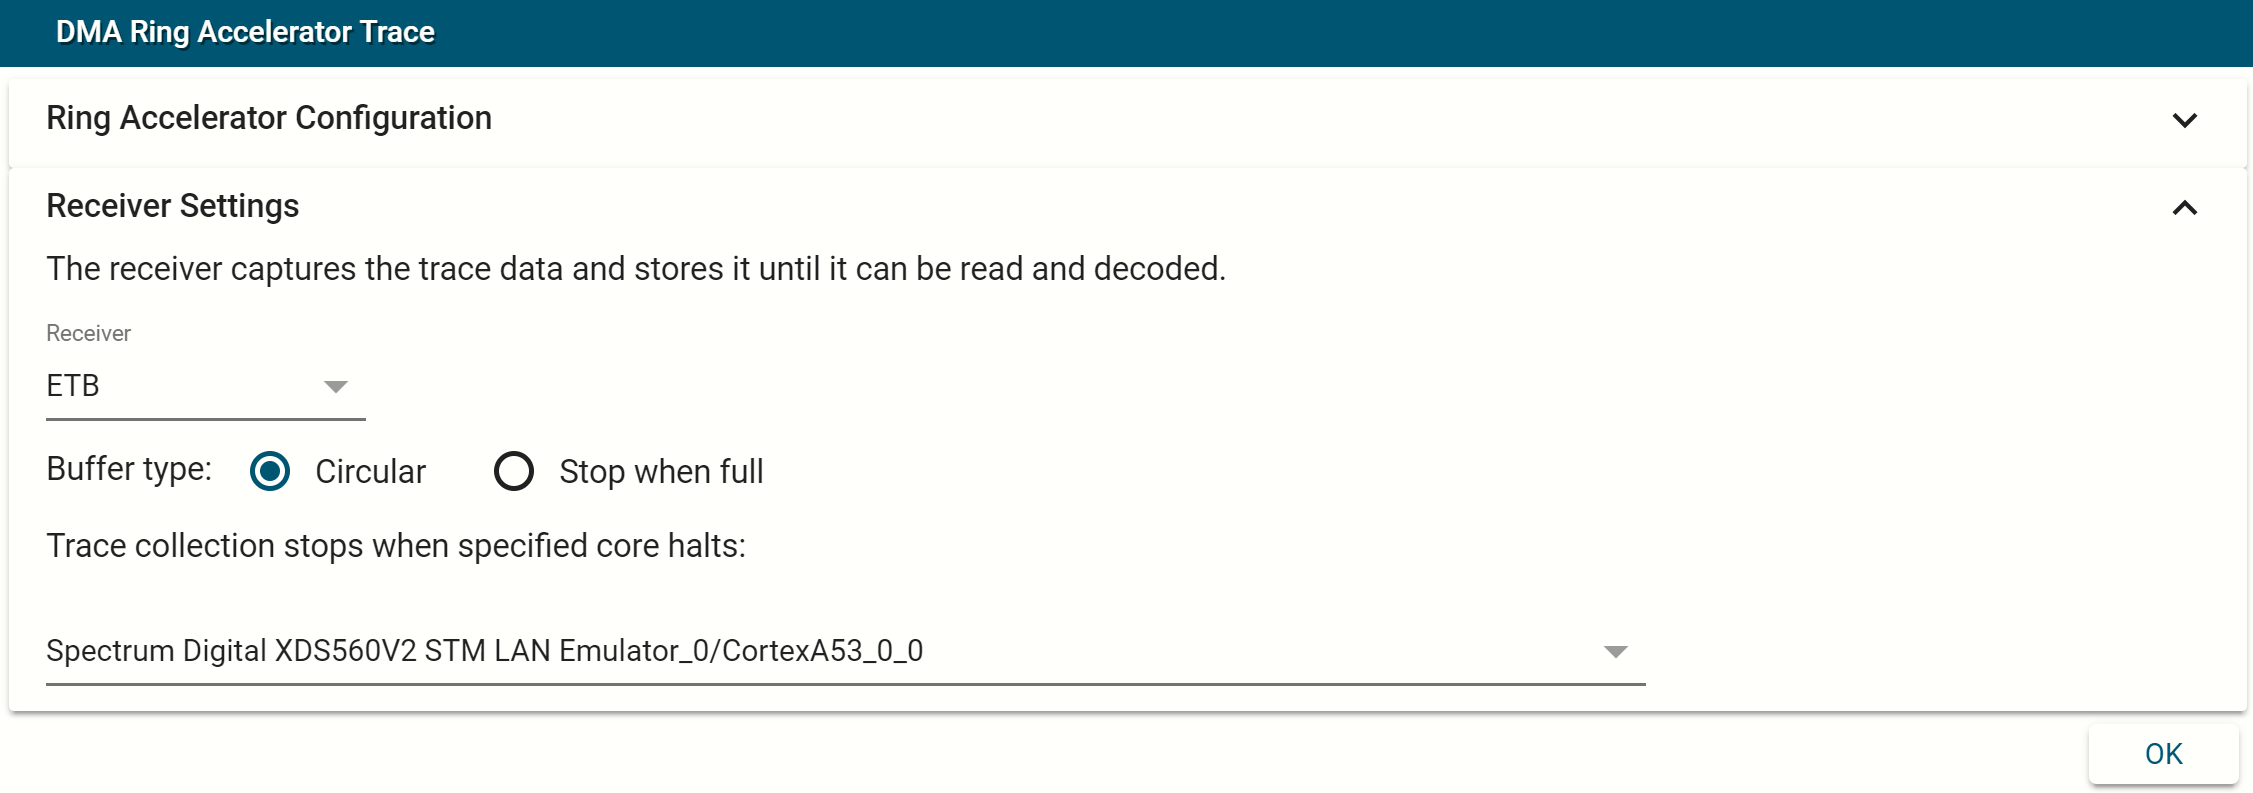 DMA Ring Accelerator Trace
Ring Accelerator Configuration
Receiver Settings
The receiver captures the trace data and stores it until it can be read and decoded.
Receiver
ETB
Buffer type: Circular Stop when full
Trace collection stops when specified core halts:
Spectrum Digital XDS560V2 STM LAN Emulator_0/CortexA53_0_0
OK